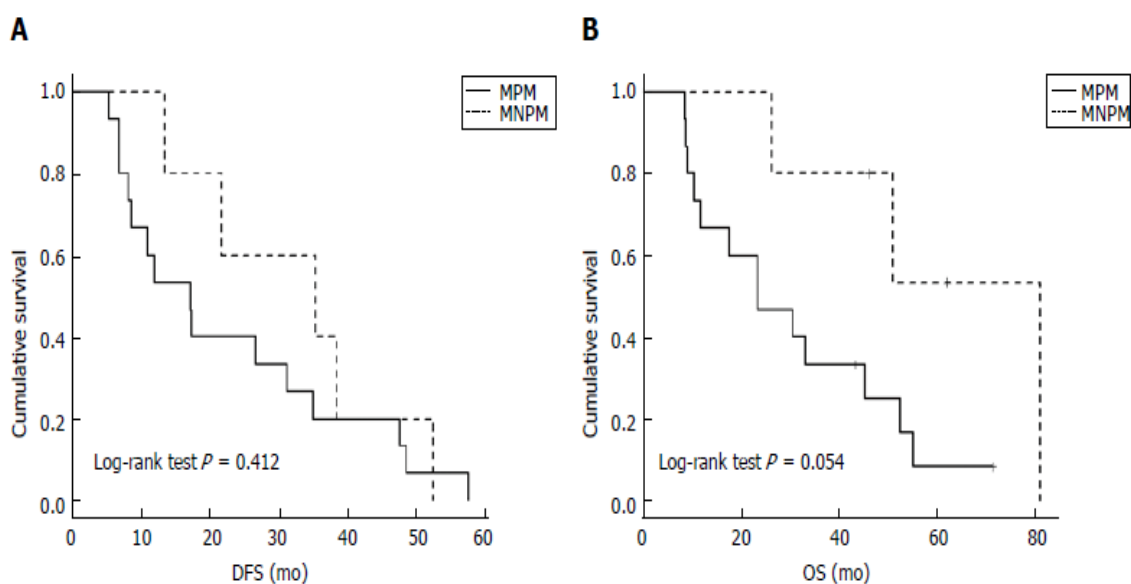 A
MPM
MNPM
1.0
0.8
0.6
0.4
0.2
0.0
Cumulative survival
Log-rank test P = 0.412
0 10 20 30 40 50 60
DFS (mo)
B
MPM
MNPM
1.0
0.8
0.6
0.4
0.2
0.0
Cumulative survival
Log-rank test P = 0.054
0 20 40 60 80
OS (mo)